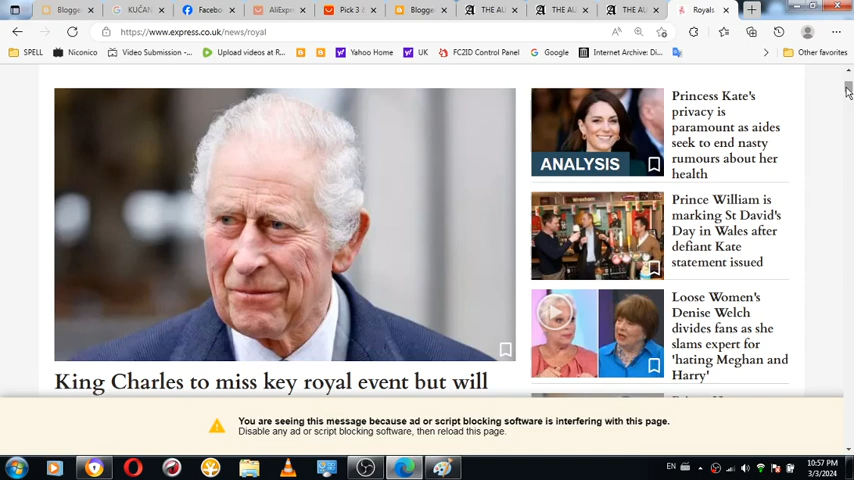 Blogge
KUČAN
Facebo
AliExpr
Pick 3
Blogge
THE AU
THE AU
THE AU
Royals
https://www.express.co.uk/news/royal
SPELL
Niconico
Video Submission -...
Upload videos at R...
Yahoo Home
UK
FC2ID Control Panel
Google
Internet Archive: Di...
Other favorites
ANALYSIS
Princess Kate's
privacy is
paramount as aides
seek to end nasty
rumours about her
health
Prince William is
marking St David's
Day in Wales after
defiant Kate
statement issued
Loose Women's
Denise Welch
divides fans as she
slams expert for
'hating Meghan and
Harry'
King Charles to miss key royal event but will
You are seeing this message because ad or script blocking software is interfering with this page.
Disable any ad or script blocking software, then reload this page.
EN
10:57 PM
3/3/2024